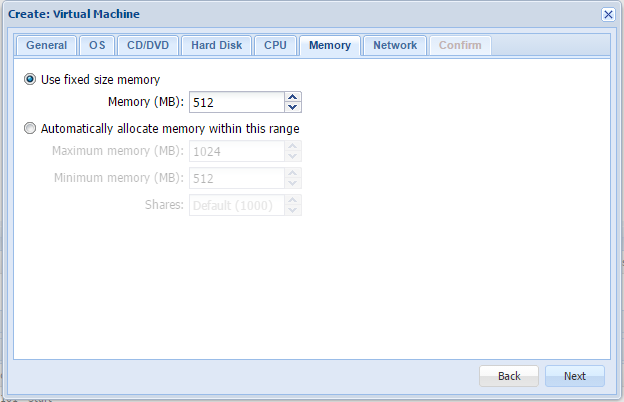 Create: Virtual Machine
General OS CD/DVD Hard Disk CPU Memory Network Confirm
Use fixed size memory
Memory (MB): 512
Automatically allocate memory within this range
Maximum memory (MB): 1024
Minimum memory (MB): 512
Shares: Default (1000)
Back Next